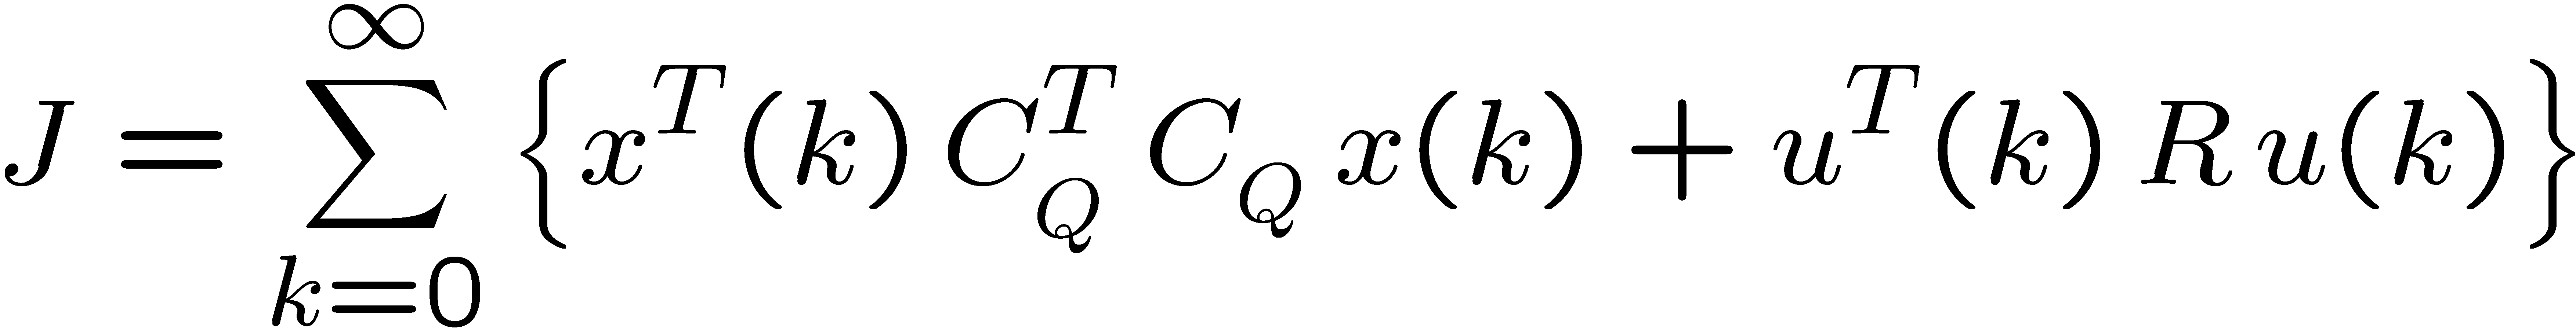 J = \sum_{k=0}^{\infty} \left\{ x^T(k) C_Q^T C_Q x(k) + u^T(k) R u(k) \right\}